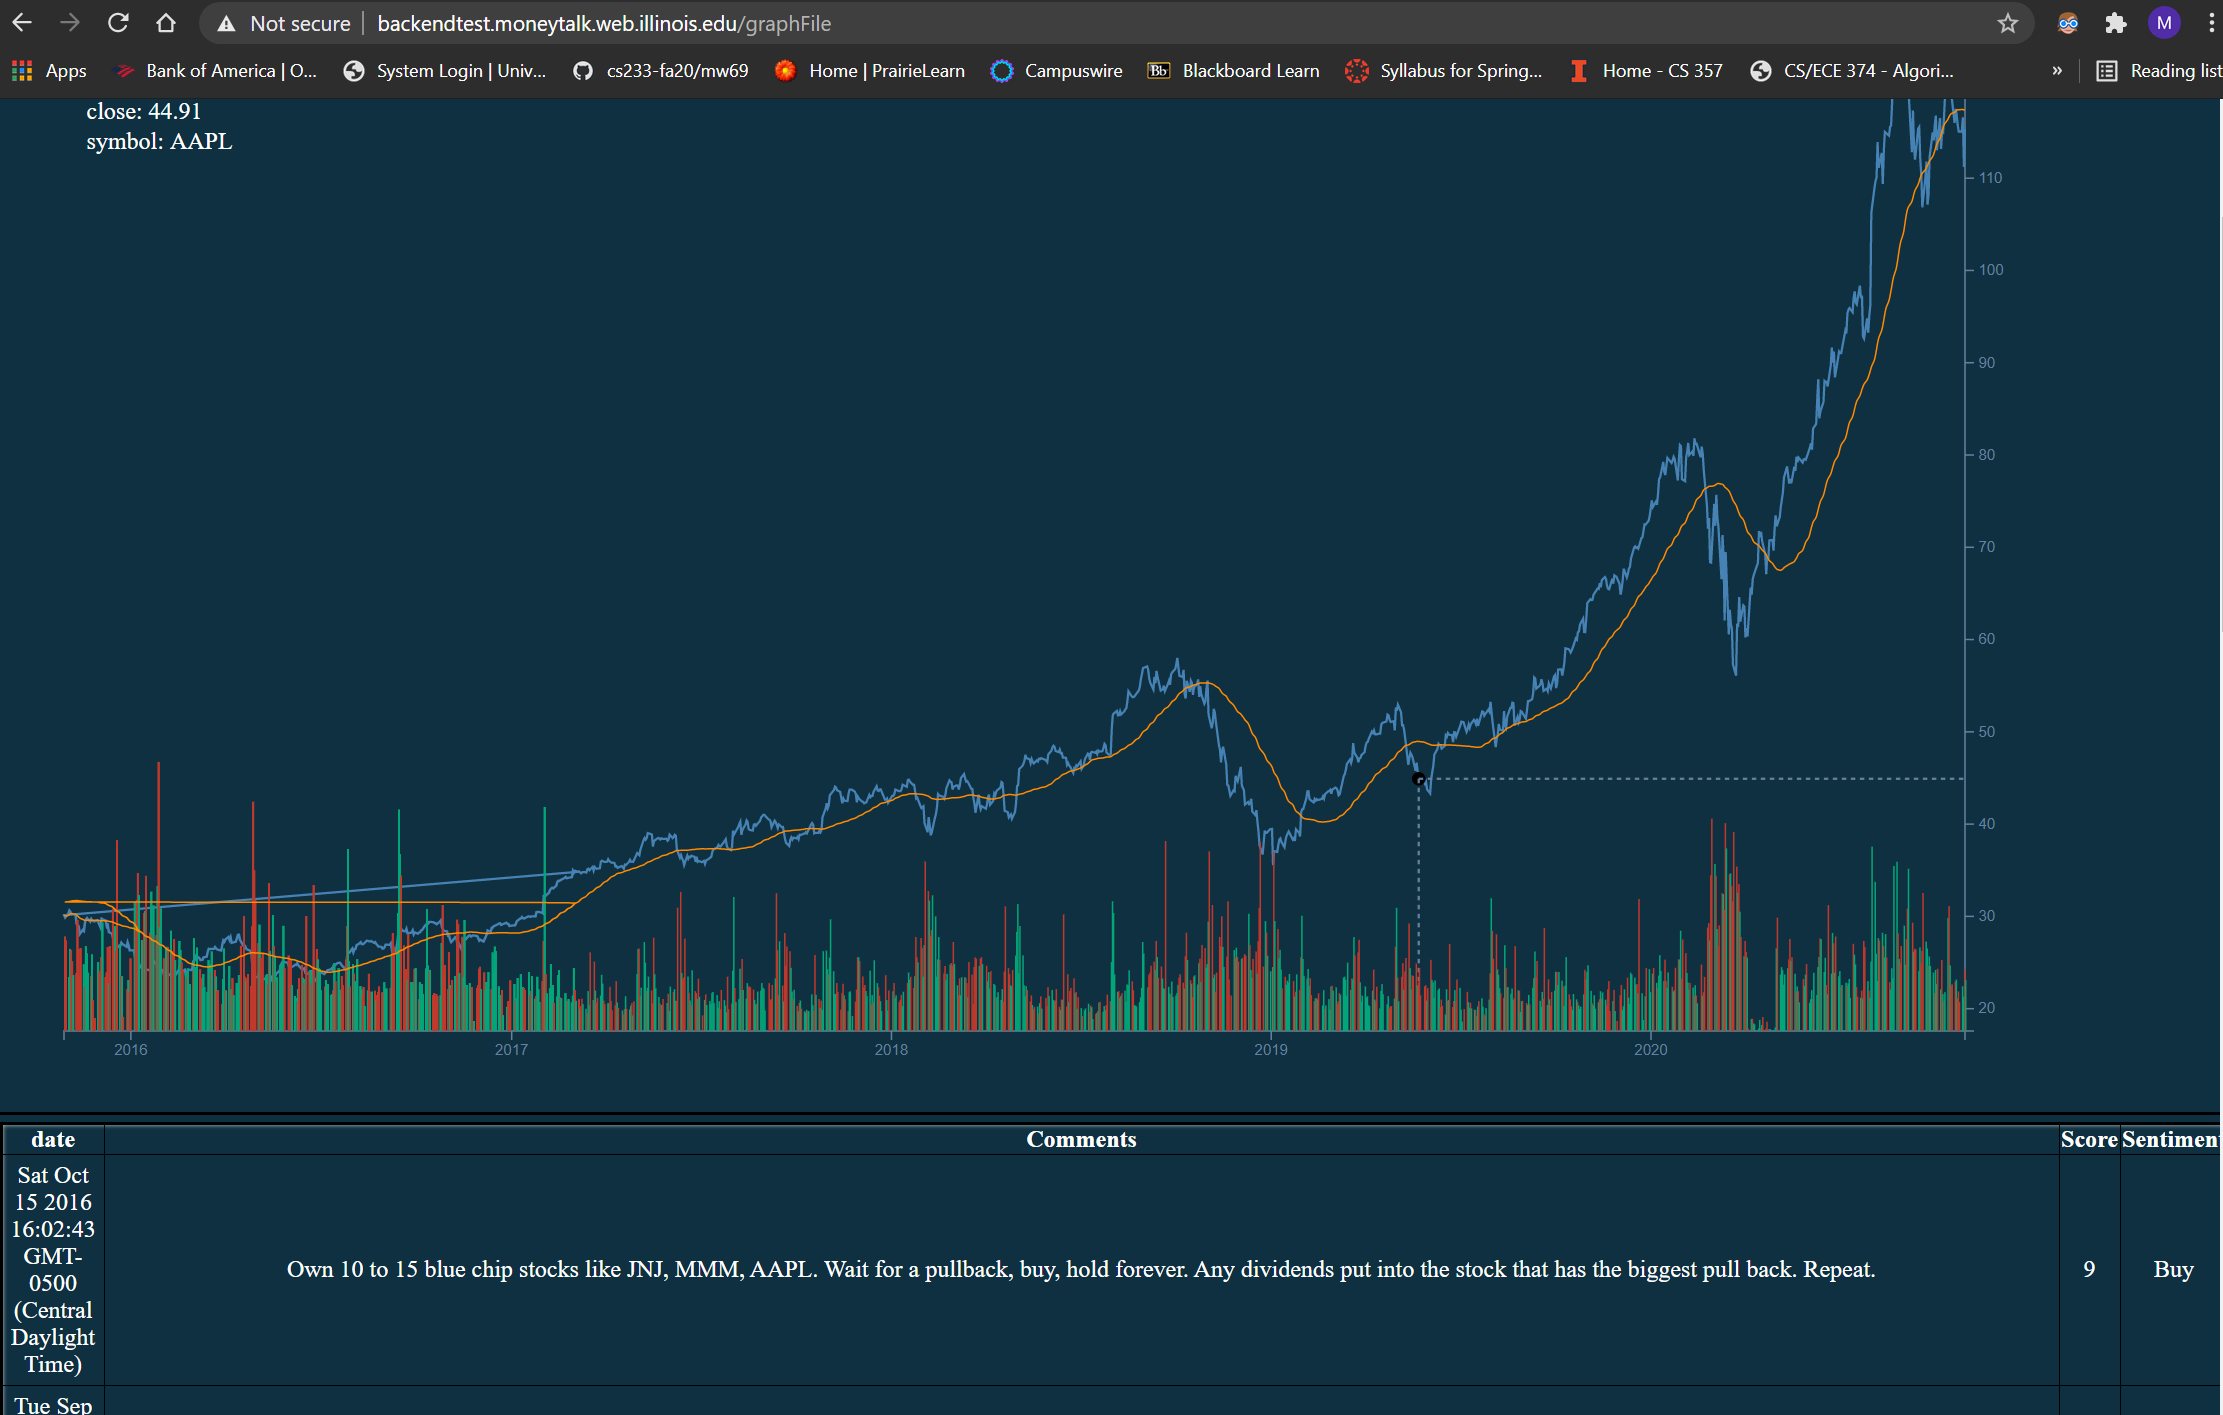 Not secure backendtest.moneytalk.web.illinois.edu/graphFile
M
Apps Bank of America | O... System Login | Univ... cs233-fa20/mw69 Home | PrairieLearn Campuswire Bb Blackboard Learn Syllabus for Spring... Home - CS 357 CS/ECE 374 - Algori... » Reading list
close: 44.91
symbol: AAPL
110
100
90
80
70
60
50
40
30
20
2016 2017 2018 2019 2020
date Comments Score Sentimen
Sat Oct
15 2016
16:02:43
GMT-
0500
(Central
Daylight
Time)
Own 10 to 15 blue chip stocks like JNJ, MMM, AAPL. Wait for a pullback, buy, hold forever. Any dividends put into the stock that has the biggest pull back. Repeat.
9
Buy
Tue Sep